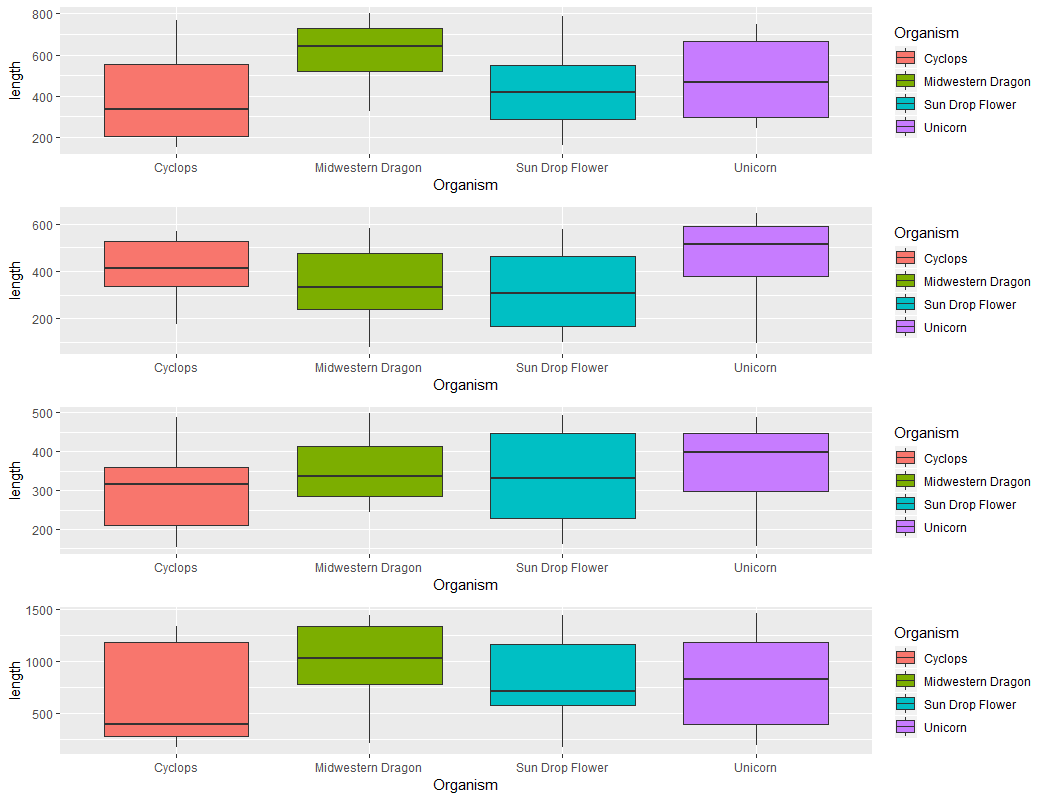 800
600
400
200
length
Cyclops Midwestern Dragon Sun Drop Flower Unicorn
Organism
Organism
Cyclops
Midwestern Dragon
Sun Drop Flower
Unicorn
600
400
200
length
Cyclops Midwestern Dragon Sun Drop Flower Unicorn
Organism
Organism
Cyclops
Midwestern Dragon
Sun Drop Flower
Unicorn
500
400
300
200
length
Cyclops Midwestern Dragon Sun Drop Flower Unicorn
Organism
Organism
Cyclops
Midwestern Dragon
Sun Drop Flower
Unicorn
1500
1000
500
length
Cyclops Midwestern Dragon Sun Drop Flower Unicorn
Organism
Organism
Cyclops
Midwestern Dragon
Sun Drop Flower
Unicorn